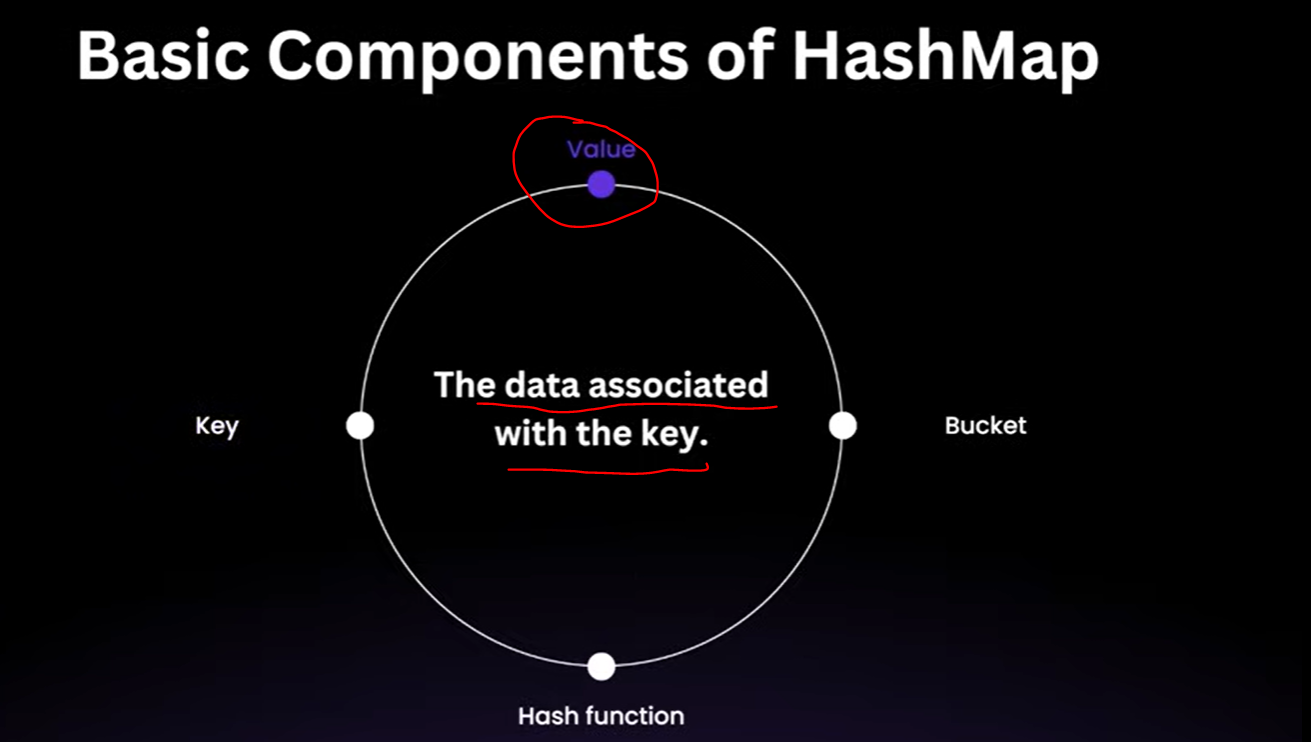 Basic Components of HashMap
Value
The data associated
with the key.
Key
Bucket
Hash function